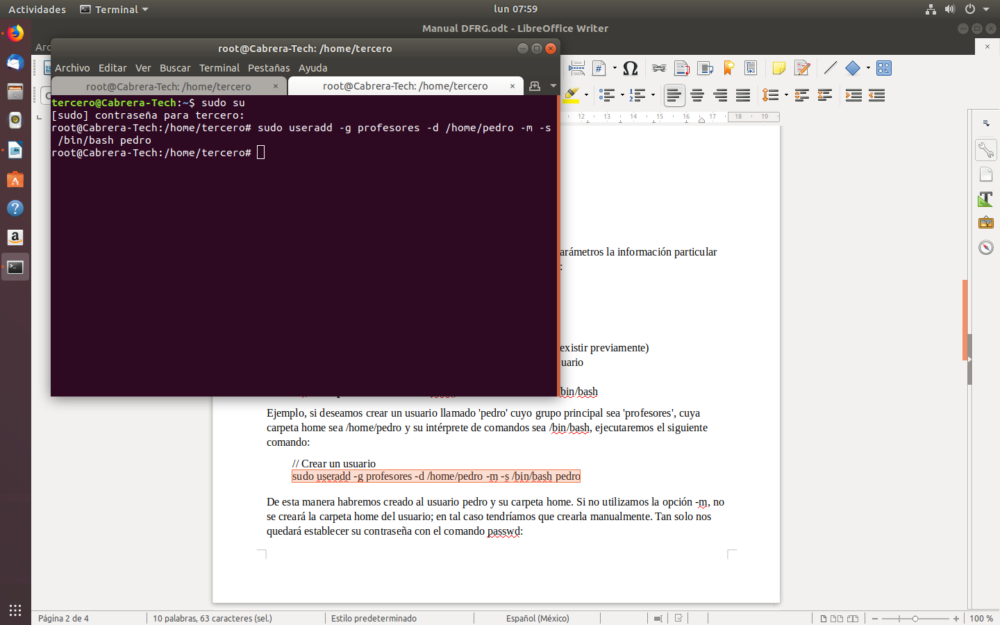 Actividades
Terminal
lun 07:59
Manual DFRG.odt - LibreOffice Writer
root@Cabrera-Tech: /home/tercero
Archivo Editar Ver Buscar Terminal Pestañas Ayuda
root@Cabrera-Tech: /home/tercero
root@Cabrera-Tech: /home/tercero
tercero@Cabrera-Tech:~$ sudo su
[sudo] contraseña para tercero:
root@Cabrera-Tech:/home/tercero# sudo useradd -g profesores -d /home/pedro -m -s
/bin/bash pedro
root@Cabrera-Tech:/home/tercero#
12 13 14 15 16 17 18 19
arámetros la información particular
:
existir previamente)
uario
bin/bash
Ejemplo, si deseamos crear un usuario llamado 'pedro' cuyo grupo principal sea 'profesores', cuya
carpeta home sea /home/pedro y su intérprete de comandos sea /bin/bash, ejecutaremos el siguiente
comando:
// Crear un usuario
sudo useradd -g profesores -d /home/pedro -m -s /bin/bash pedro
De esta manera habremos creado al usuario pedro y su carpeta home. Si no utilizamos la opción -m, no
se creará la carpeta home del usuario; en tal caso tendríamos que crearla manualmente. Tan solo nos
quedará establecer su contraseña con el comando passwd:
Página 2 de 4
10 palabras, 63 caracteres (sel.)
Estilo predeterminado
Español (México)
100 %